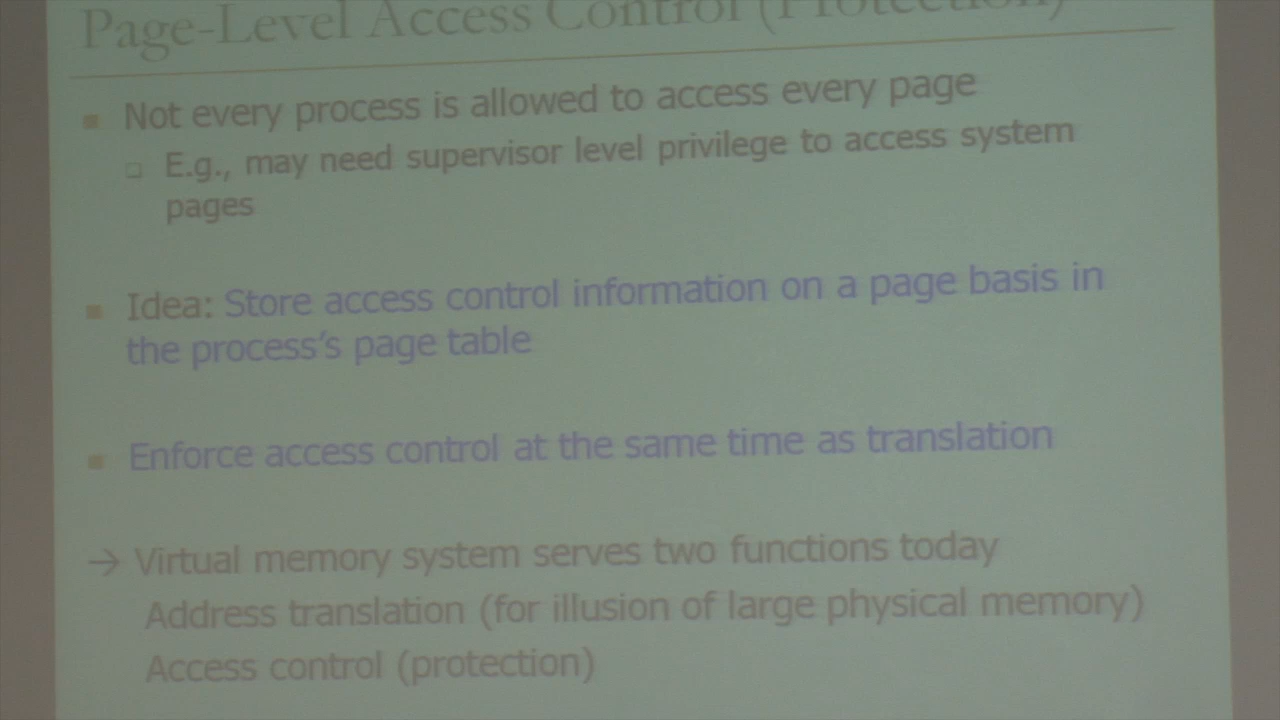 Page-Level Access Control (Protection)
Not every process is allowed to access every page
E.g., may need supervisor level privilege to access system
pages
Idea: Store access control information on a page basis in
the process's page table
Enforce access control at the same time as translation
→ Virtual memory system serves two functions today
Address translation (for illusion of large physical memory)
Access control (protection)